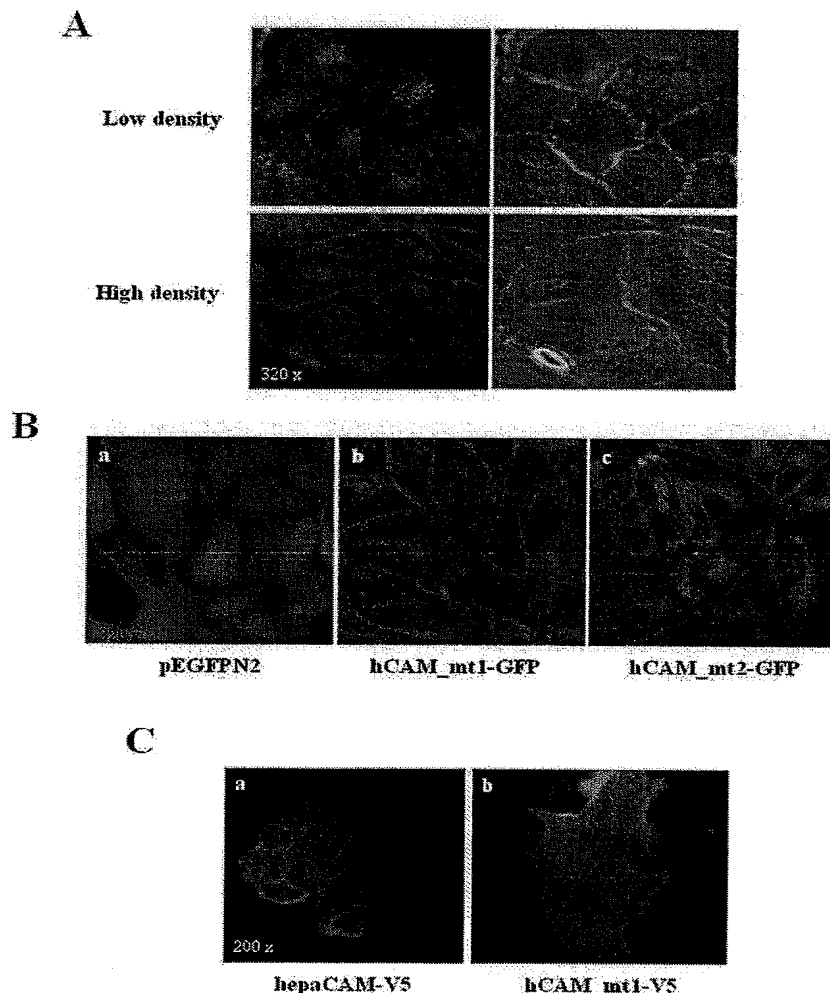 A
Low density
High density
320 x
B
a
b
c
pEGFPN2
hCAM_mt1-GFP
hCAM_mt2-GFP
C
a
b
200 x
hepaCAM-V5
hCAM_mt1-V5